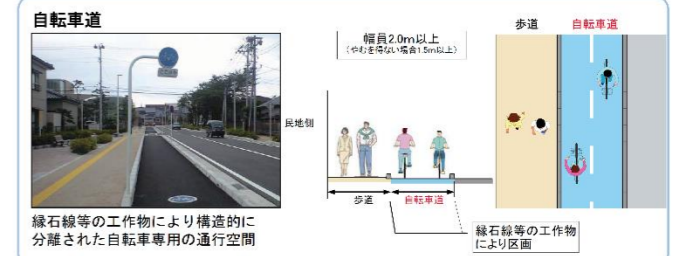 自転車道
幅員2.0m以上
(やむを得ない場合1.5m以上)
歩道
自転車道
民地側
歩道
自転車道
縁石線等の工作物
により区画
縁石線等の工作物により構造的に
分離された自転車専用の通行空間